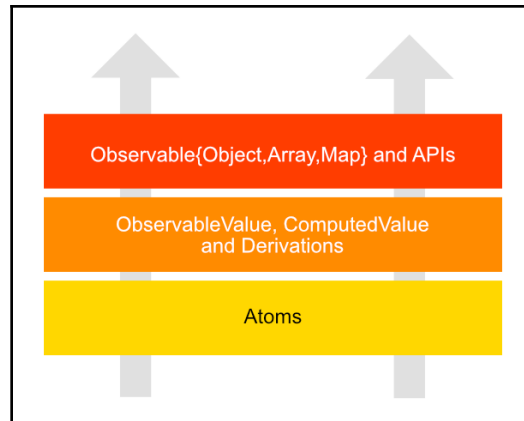 Observable{Object,Array,Map} and APIs
ObservableValue, ComputedValue
and Derivations
Atoms